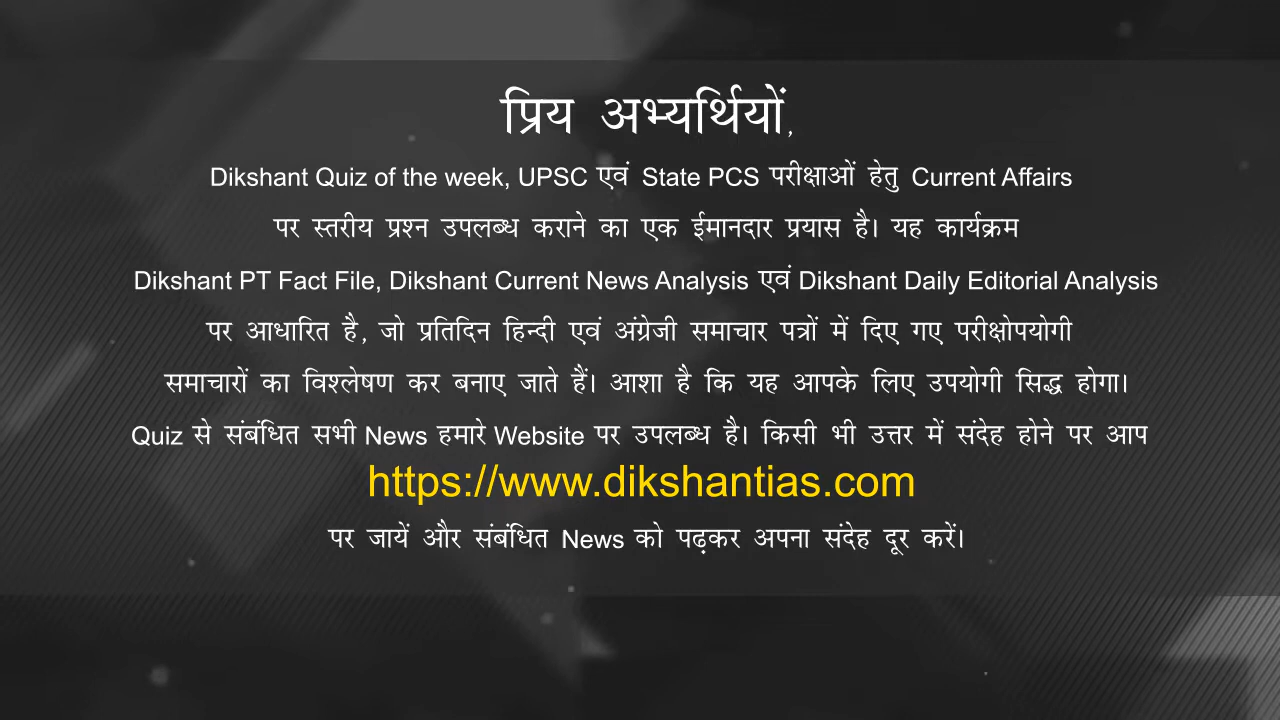 प्रिय अभ्यर्थियों,
Dikshant Quiz of the week, UPSC एवं State PCS परीक्षाओं हेतु Current Affairs
पर स्तरीय प्रश्न उपलब्ध कराने का एक ईमानदार प्रयास है। यह कार्यक्रम
Dikshant PT Fact File, Dikshant Current News Analysis एवं Dikshant Daily Editorial Analysis
पर आधारित है, जो प्रतिदिन हिन्दी एवं अंग्रेजी समाचार पत्रों में दिए गए परीक्षोपयोगी
समाचारों का विश्लेषण कर बनाए जाते हैं। आशा है कि यह आपके लिए उपयोगी सिद्ध होगा।
Quiz से संबंधित सभी News हमारे Website पर उपलब्ध है। किसी भी उत्तर में संदेह होने पर आप
https://www.dikshantias.com
पर जायें और संबंधित News को पढ़कर अपना संदेह दूर करें।